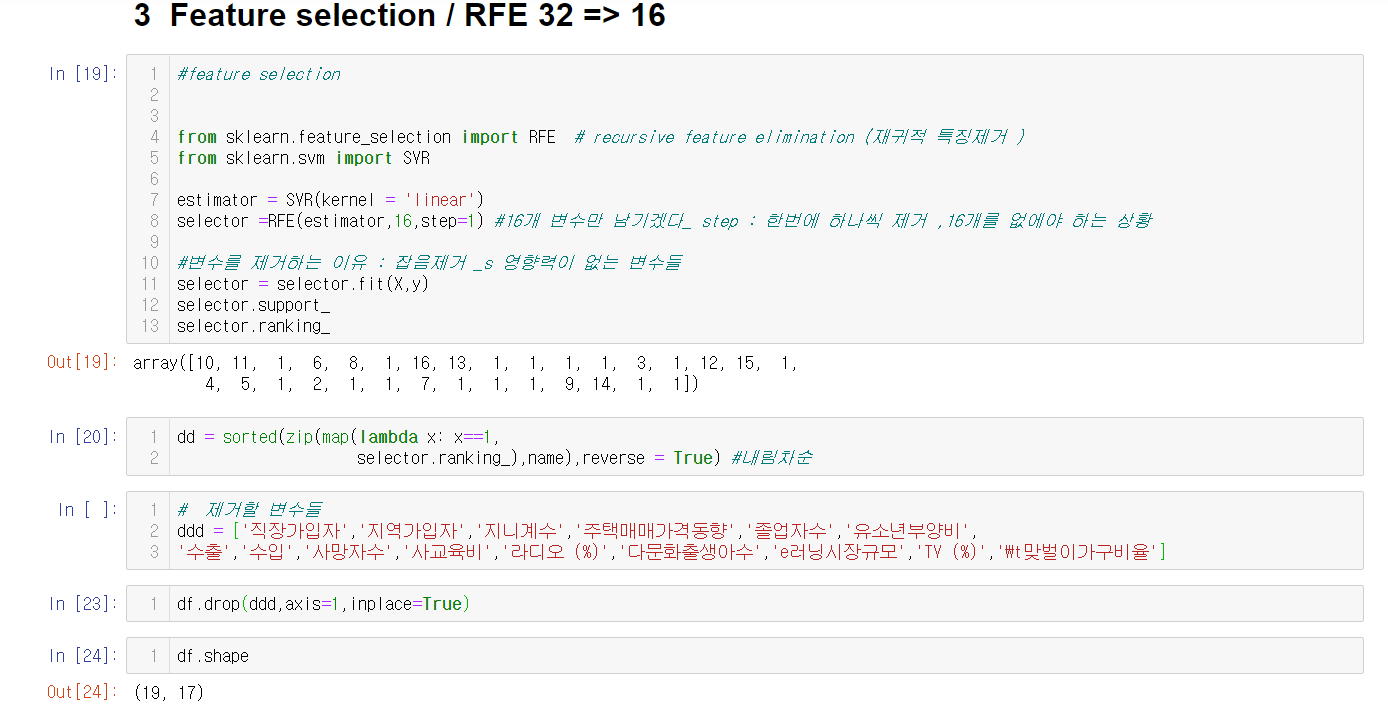 3 Feature selection / RFE 32 => 16
In [19]:
1 #feature selection
2
3
4 from sklearn.feature_selection import RFE # recursive feature elimination (재귀적 특징제거 )
5 from sklearn.svm import SVR
6
7 estimator = SVR(kernel = 'linear')
8 selector =RFE(estimator,16,step=1) #16개 변수만 남기겠다_ step : 한번에 하나씩 제거 ,16개를 없에야 하는 상황
9
10 #변수를 제거하는 이유 : 잡음제거 _s 영향력이 없는 변수들
11 selector = selector.fit(X,y)
12 selector.support_
13 selector.ranking_
Out[19]: array([10, 11, 1, 6, 8, 1, 16, 13, 1, 1, 1, 1, 3, 1, 12, 15, 1,
4, 5, 1, 2, 1, 1, 7, 1, 1, 1, 9, 14, 1, 1])
In [20]:
1 dd = sorted(zip(map(lambda x: x==1,
2 selector.ranking_),name),reverse = True) #내림차순
In [ ]:
1 # 제거할 변수들
2 ddd = ['직장가입자','지역가입자','지니계수','주택매매가격동향','졸업자수','유소년부양비',
3 '수출','수입','사망자수','사교육비','라디오 (%)','다문화출생아수','e러닝시장규모','TV (%)','₩t맞벌이가구비율']
In [23]:
1 df.drop(ddd,axis=1,inplace=True)
In [24]:
1 df.shape
Out[24]: (19, 17)